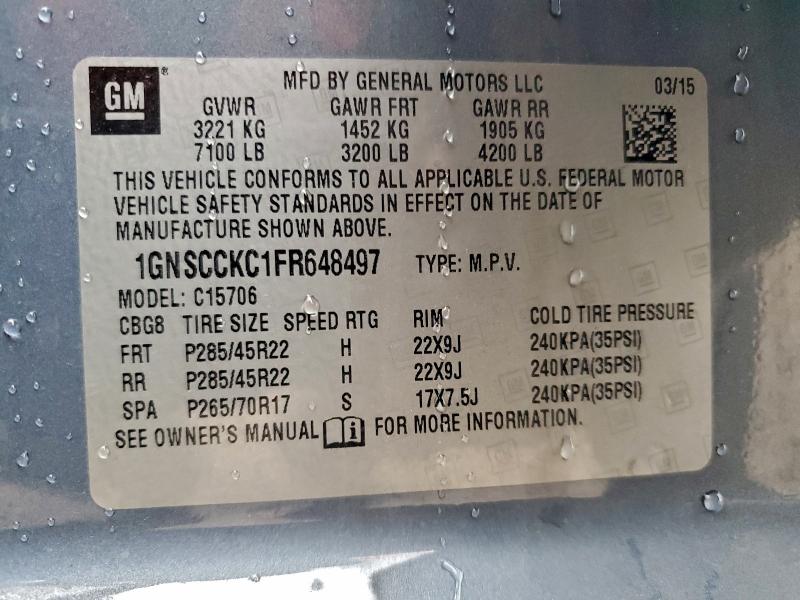 GM® MFD BY GENERAL MOTORS LLC 03/15
GVWR GAWR FRT GAWR RR
3221 KG 1452 KG 1905 KG
7100 LB 3200 LB 4200 LB
THIS VEHICLE CONFORMS TO ALL APPLICABLE U.S. FEDERAL MOTOR
VEHICLE SAFETY STANDARDS IN EFFECT ON THE DATE OF
MANUFACTURE SHOWN ABOVE.
1GNSCCKC1FR648497 TYPE: M.P.V.
MODEL: C15706
CBG8 TIRE SIZE SPEED RTG RIM COLD TIRE PRESSURE
FRT P285/45R22 H 22X9J 240KPA(35PSI)
RR P285/45R22 H 22X9J 240KPA(35PSI)
SPA P265/70R17 S 17X7.5J 240KPA(35PSI)
SEE OWNER'S MANUAL i FOR MORE INFORMATION.